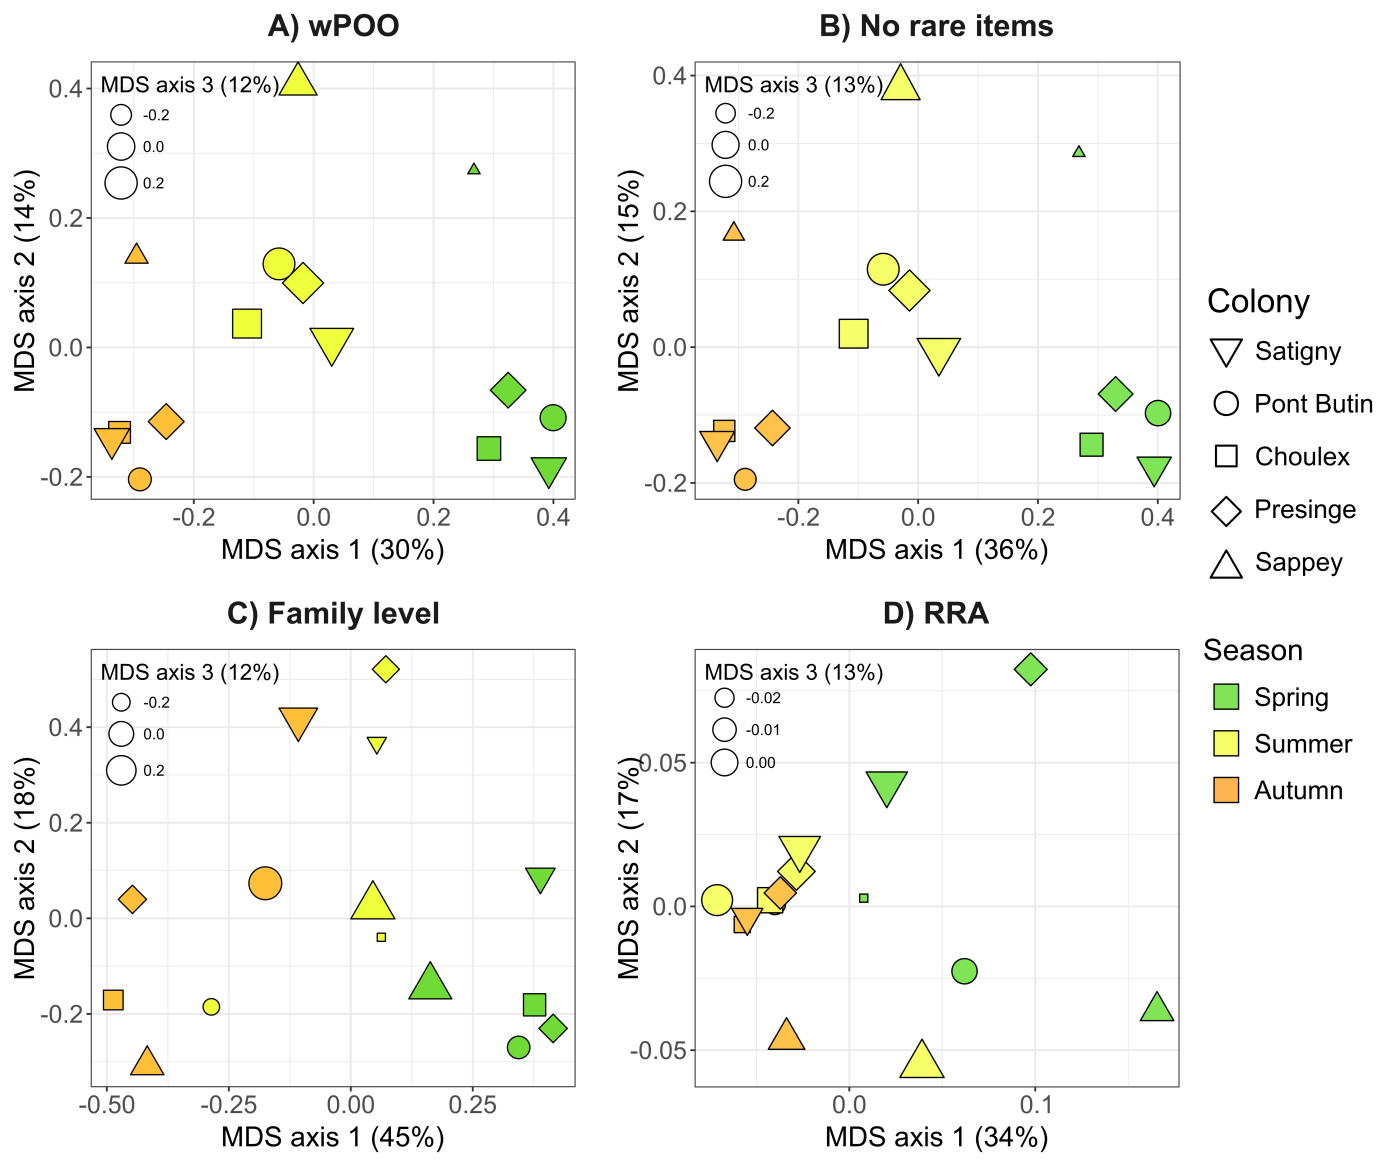 A) wPOO
MDS axis 3 (12%)
-0.2
0.0
0.2
0.4
0.2
0.0
-0.2
MDS axis 2 (14%)
-0.2
0.0
0.2
0.4
MDS axis 1 (30%)
B) No rare items
MDS axis 3 (13%)
-0.2
0.0
0.2
0.4
0.2
0.0
-0.2
MDS axis 2 (15%)
-0.2
0.0
0.2
0.4
MDS axis 1 (36%)
C) Family level
MDS axis 3 (12%)
-0.2
0.0
0.2
0.4
0.2
0.0
-0.2
MDS axis 2 (18%)
-0.50
-0.25
0.00
0.25
MDS axis 1 (45%)
D) RRA
MDS axis 3 (13%)
-0.02
-0.01
0.00
0.05
0.00
-0.05
MDS axis 2 (17%)
0.0
0.1
MDS axis 1 (34%)
Colony
Satigny
Pont Butin
Choulex
Presinge
Sappey
Season
Spring
Summer
Autumn